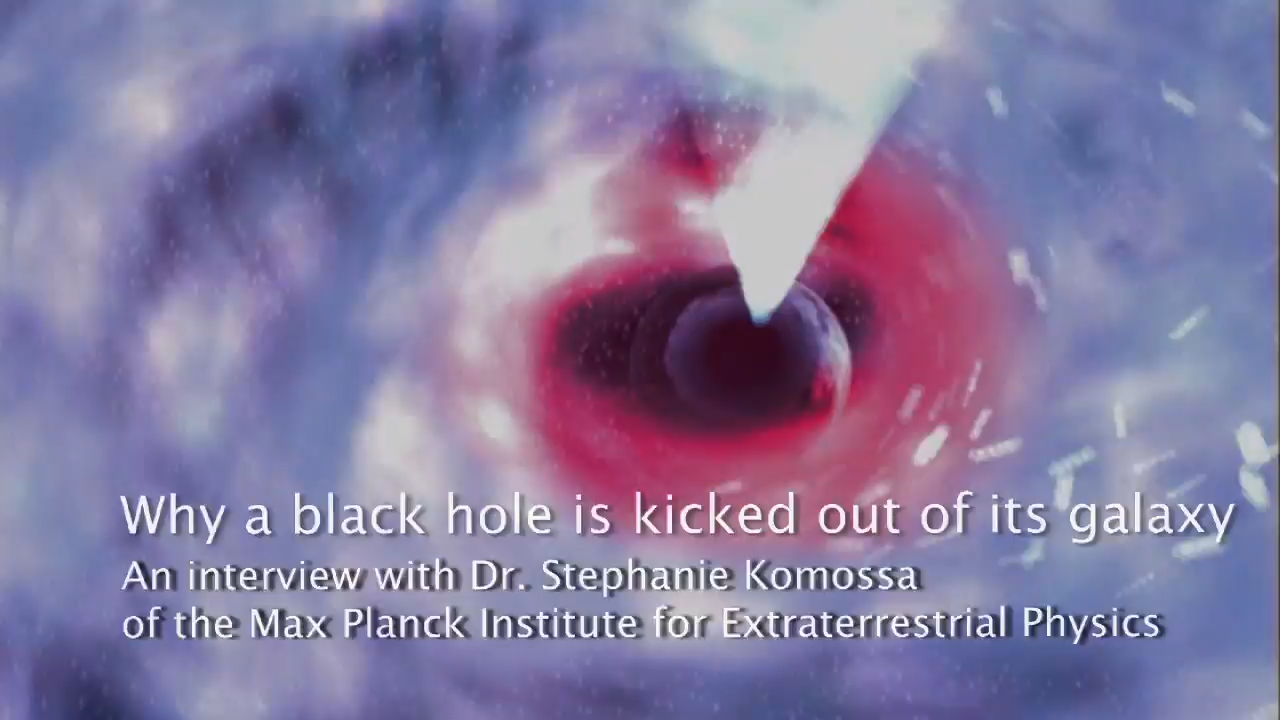 Why a black hole is kicked out of its galaxy
An interview with Dr. Stephanie Komossa
of the Max Planck Institute for Extraterrestrial Physics